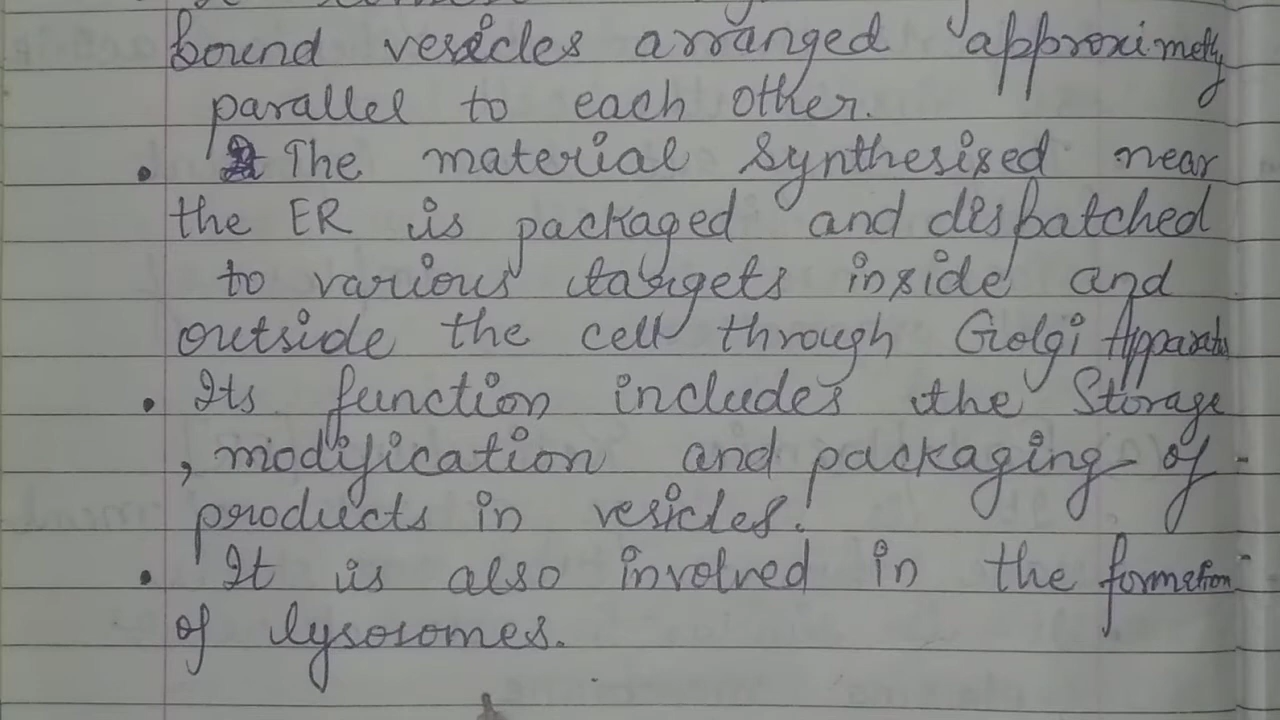 bound vesicles arranged approximetly
parallel to each other.
• The material synthesised near
the ER is packaged and despatched
to various targets inside and
outside the cell through Golgi Apparatus
• Its function includes the Storage
, modification and packaging of
products in vesicles.
• It is also involved in the formation
of lysosomes.